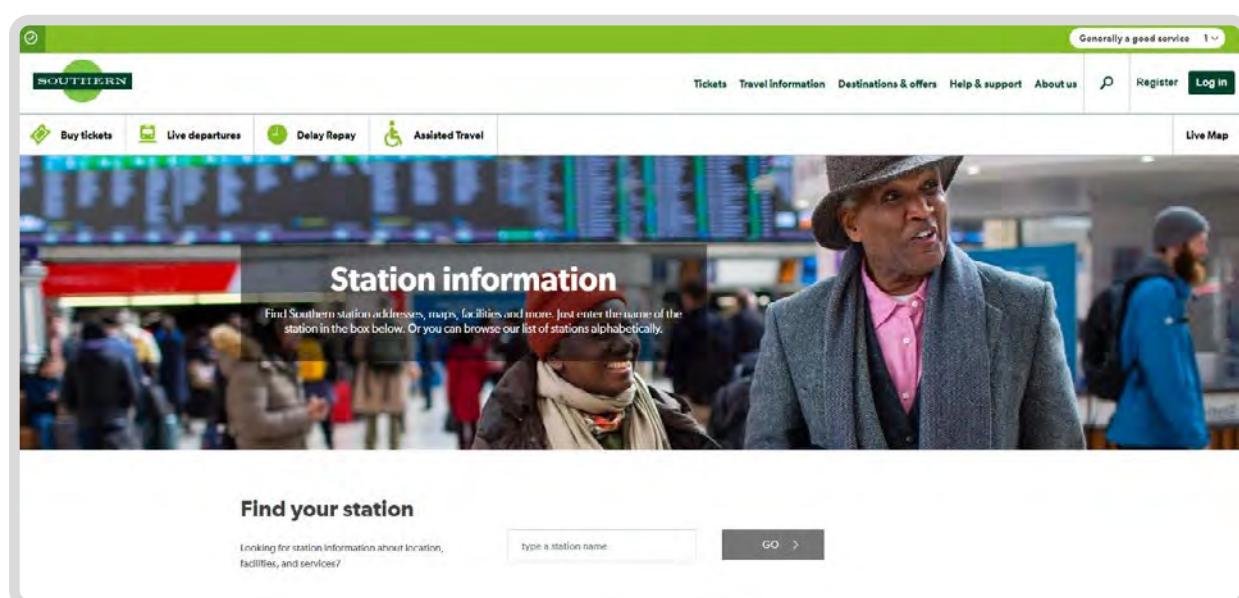 Generally a good service 1
SOUTHERN
Tickets Travel information Destinations & offers Help & support About us Register Log in
Buy tickets Live departures Delay Repay Assisted Travel Live Map
Station information
Find Southern station addresses, maps, facilities and more. Just enter the name of the
station in the box below. Or you can browse our list of stations alphabetically.
Find your station
Looking for station information about location,
facilities, and services?
type a station name
GO >